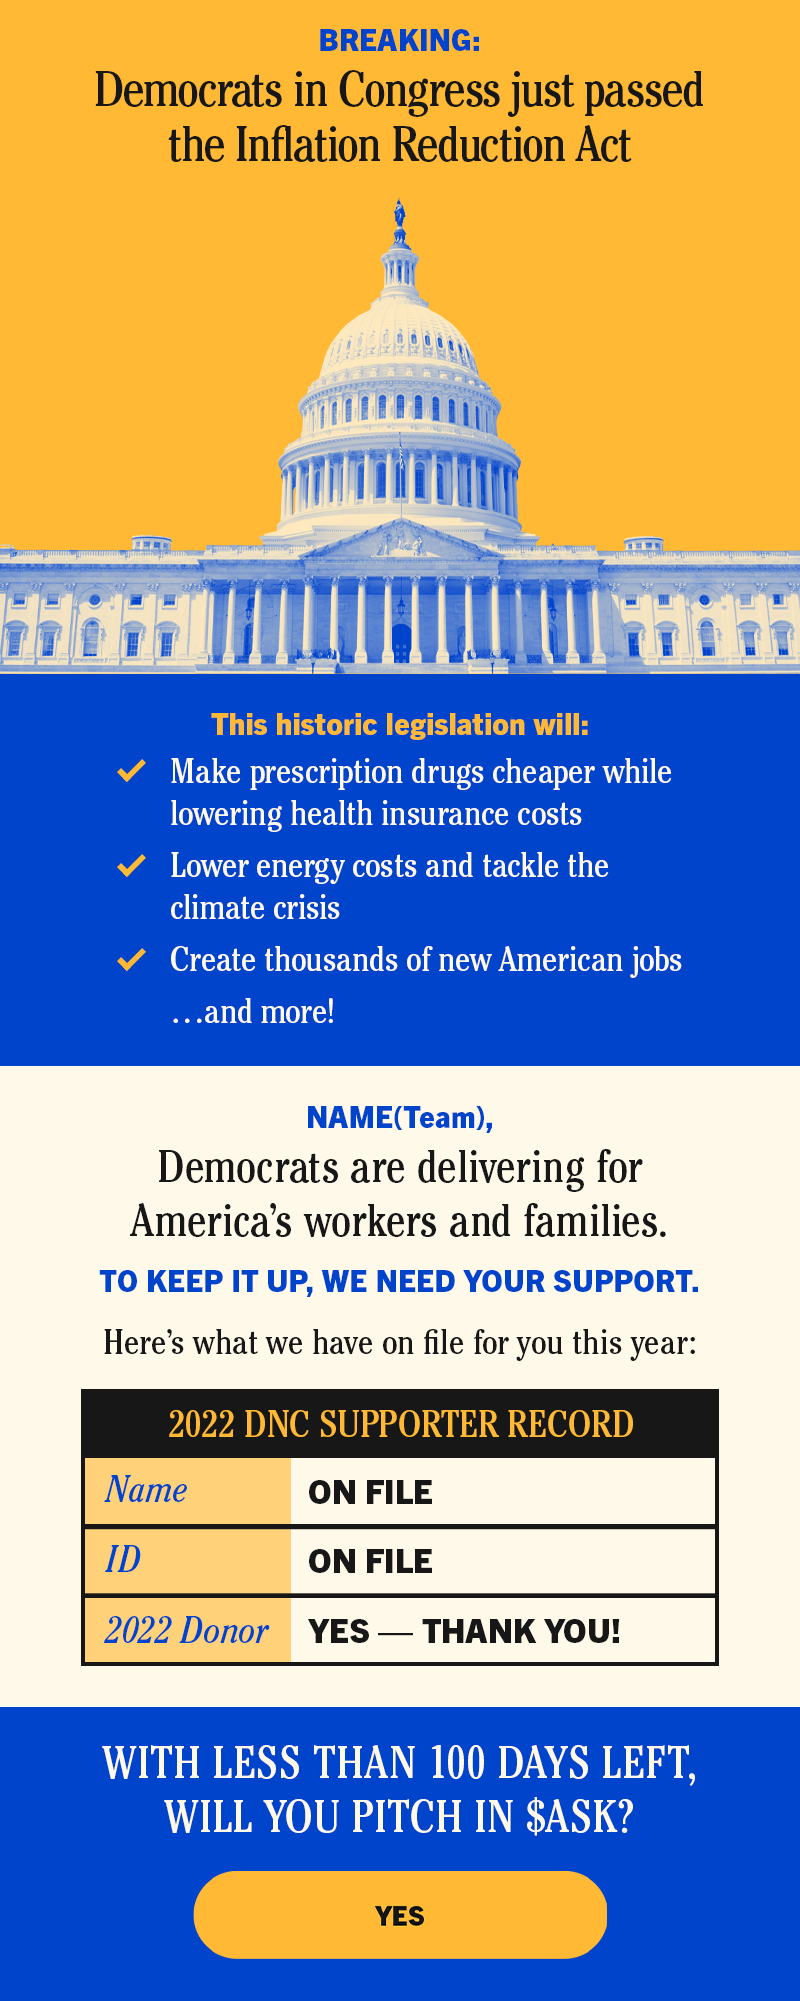 BREAKING:
Democrats in Congress just passed
the Inflation Reduction Act
This historic legislation will:
Make prescription drugs cheaper while
lowering health insurance costs
Lower energy costs and tackle the
climate crisis
Create thousands of new American jobs
…and more!
NAME(Team),
Democrats are delivering for
America’s workers and families.
TO KEEP IT UP, WE NEED YOUR SUPPORT.
Here’s what we have on file for you this year:
2022 DNC SUPPORTER RECORD
Name ON FILE
ID ON FILE
2022 Donor YES — THANK YOU!
WITH LESS THAN 100 DAYS LEFT,
WILL YOU PITCH IN $ASK?
YES